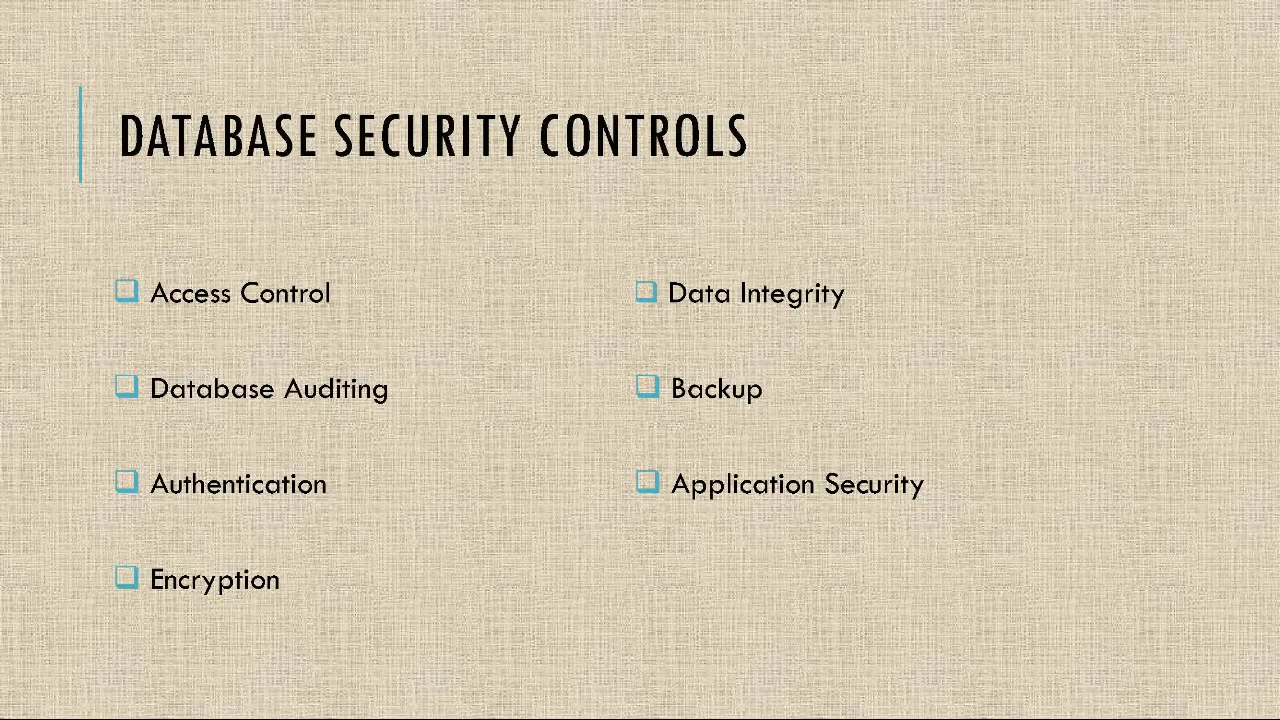 DATABASE SECURITY CONTROLS
Access Control
Database Auditing
Authentication
Encryption
Data Integrity
Backup
Application Security